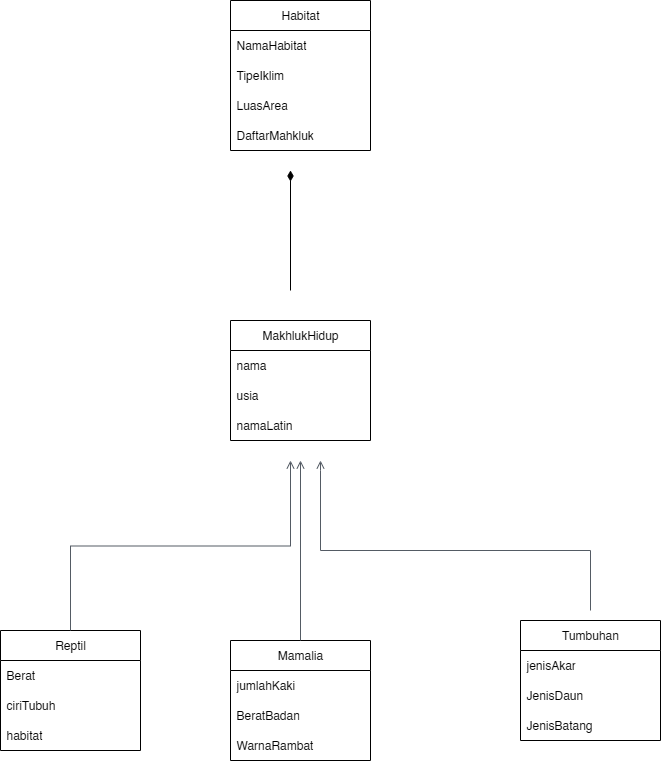 Habitat
NamaHabitat
TipeIklim
LuasArea
DaftarMahkluk
MakhlukHidup
nama
usia
namaLatin
Reptil
Berat
ciriTubuh
habitat
Mamalia
jumlahKaki
BeratBadan
WarnaRambat
Tumbuhan
jenisAkar
JenisDaun
JenisBatang